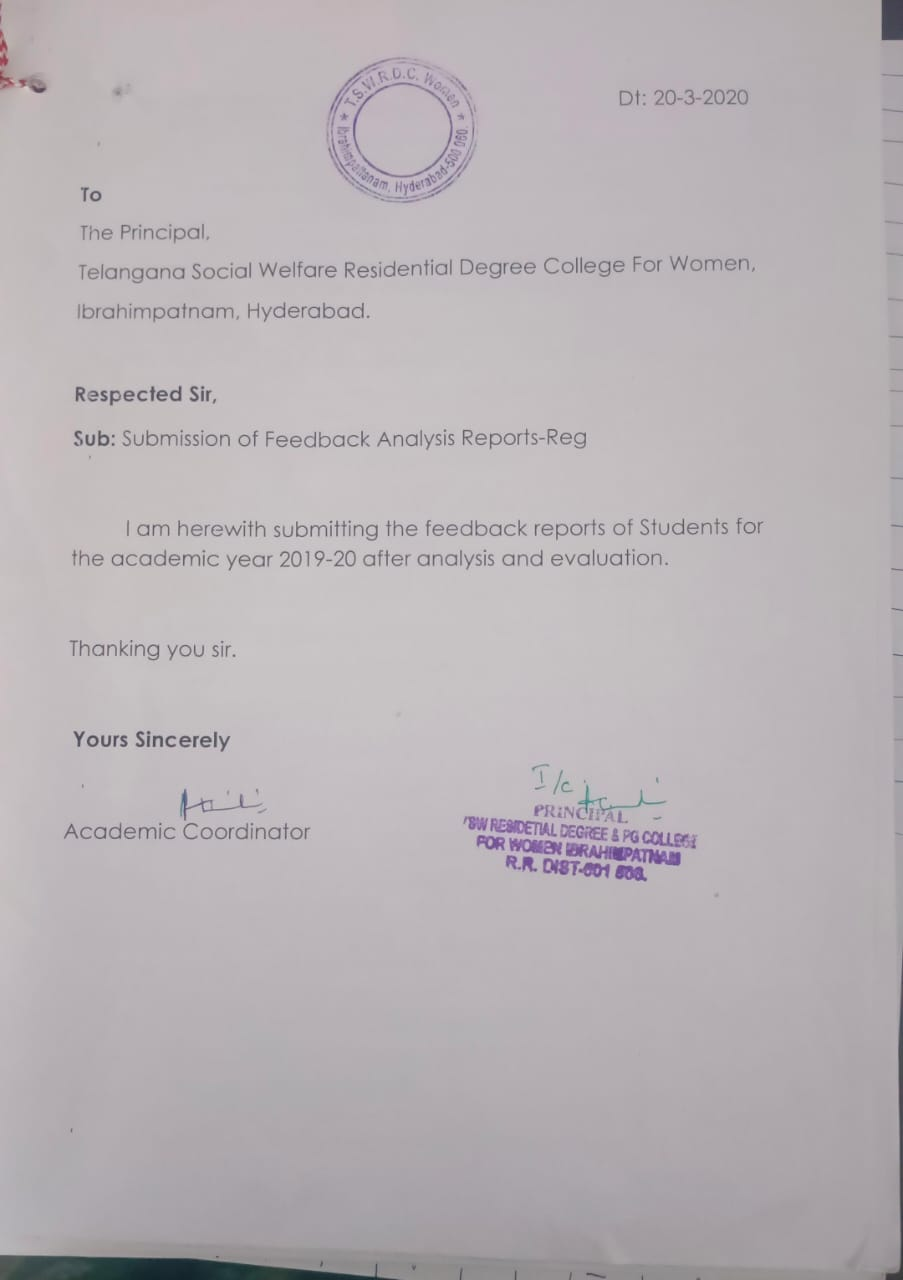 ★ T.S.W.R.D.C. Women ★
Ibrahimpattanam, Hyderabad-500 060.
Dt: 20-3-2020
To
The Principal,
Telangana Social Welfare Residential Degree College For Women,
Ibrahimpatnam, Hyderabad.
Respected Sir,
Sub: Submission of Feedback Analysis Reports-Reg
I am herewith submitting the feedback reports of Students for
the academic year 2019-20 after analysis and evaluation.
Thanking you sir.
Yours Sincerely
Academic Coordinator
I/c
PRINCIPAL
TSW RESIDETIAL DEGREE & PG COLLEGE
FOR WOMEN IBRAHIMPATNAM
R.R. DIST-501